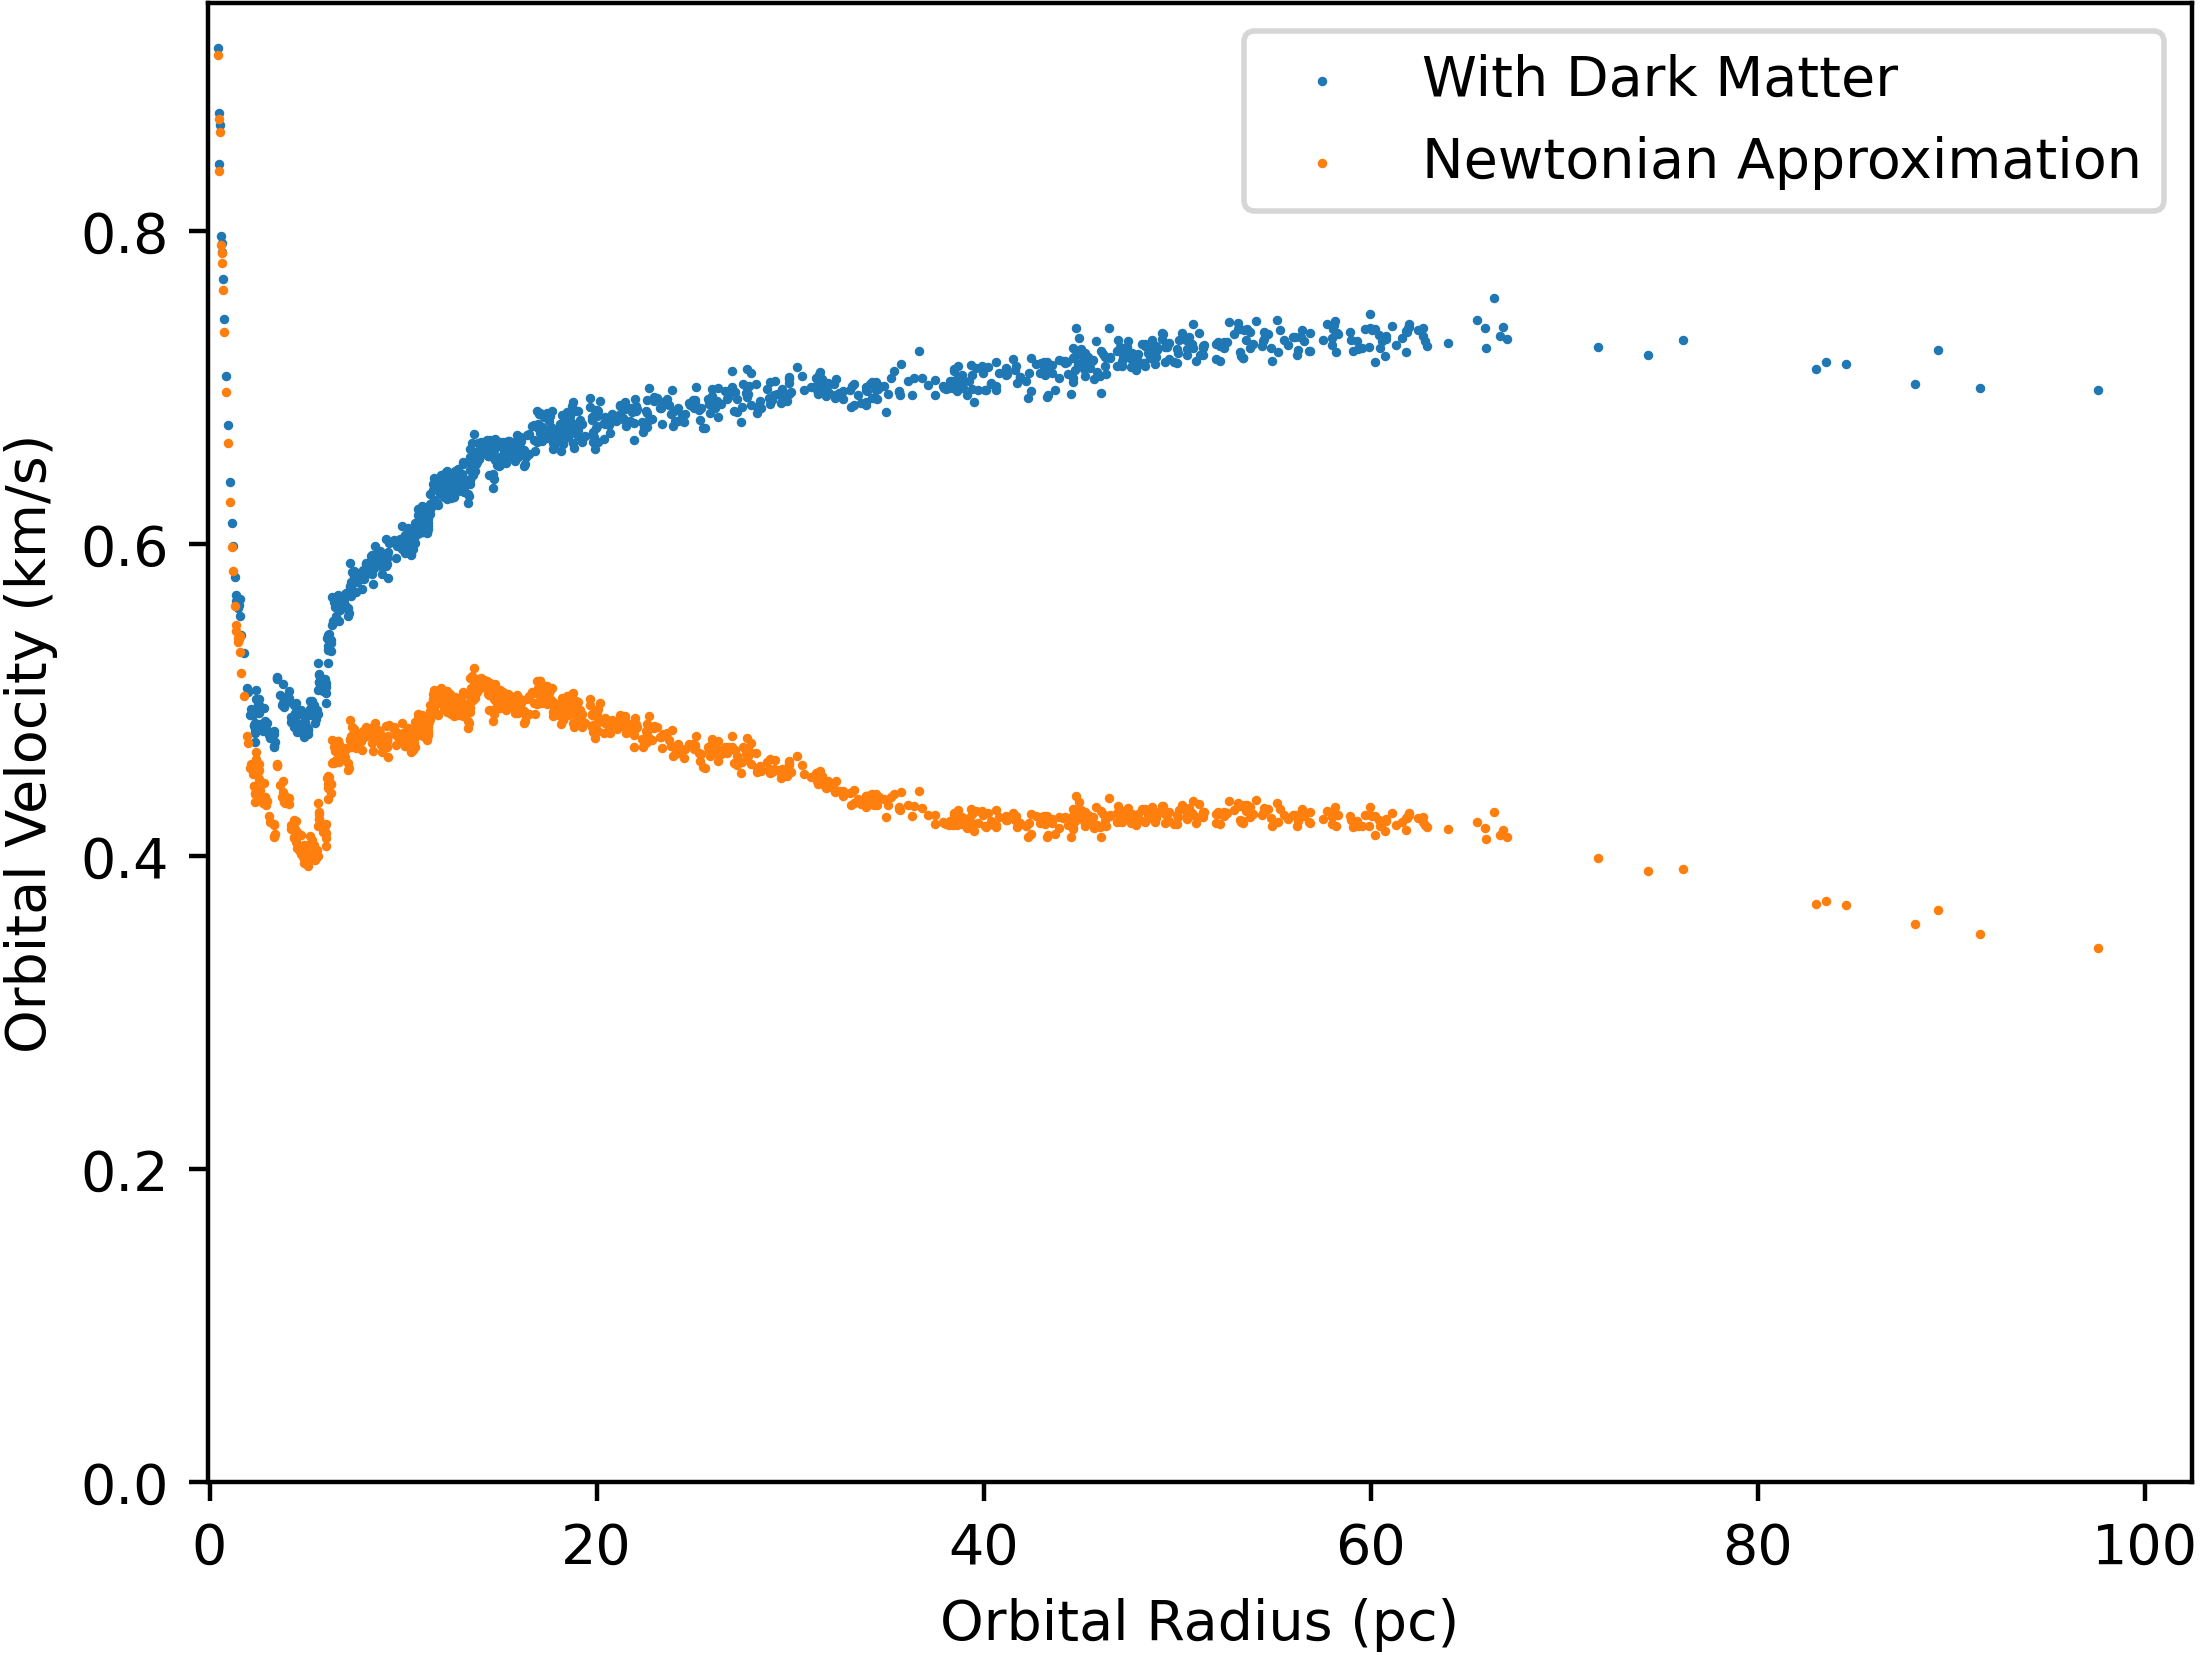 With Dark Matter
Newtonian Approximation
0.8
0.6
0.4
0.2
0.0
Orbital Velocity (km/s)
0 20 40 60 80 100
Orbital Radius (pc)